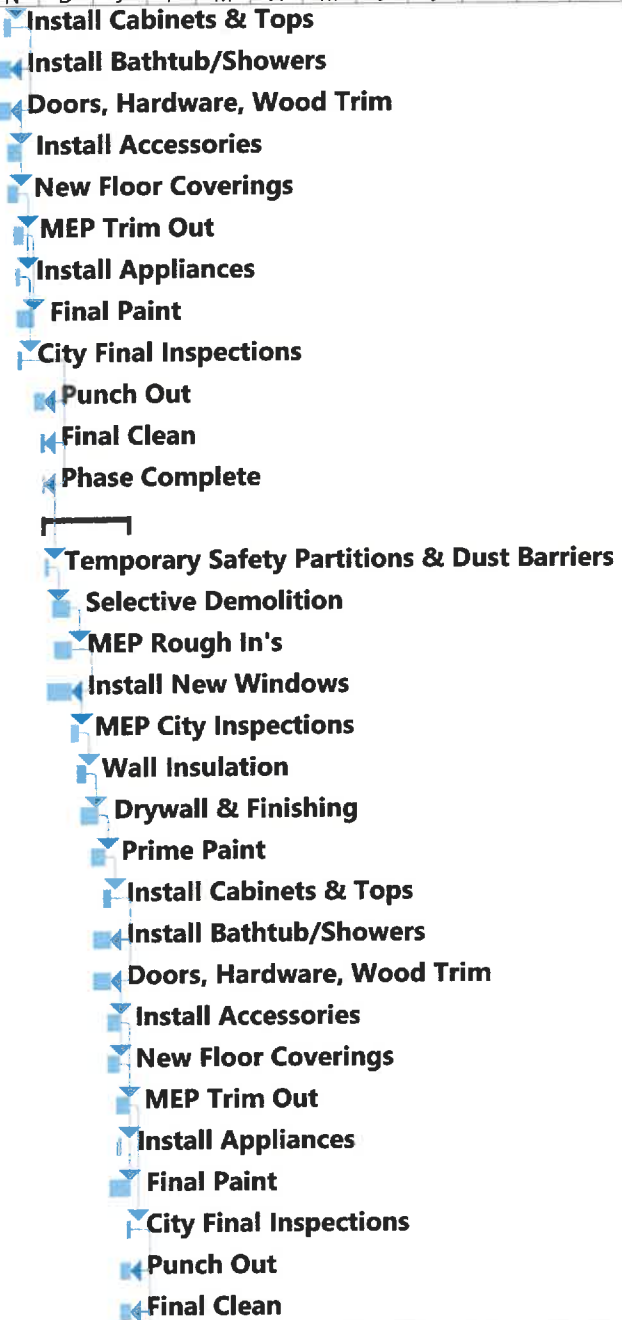 Install Cabinets & Tops
Install Bathtub/Showers
Doors, Hardware, Wood Trim
Install Accessories
New Floor Coverings
MEP Trim Out
Install Appliances
Final Paint
City Final Inspections
Punch Out
Final Clean
Phase Complete
Temporary Safety Partitions & Dust Barriers
Selective Demolition
MEP Rough In's
Install New Windows
MEP City Inspections
Wall Insulation
Drywall & Finishing
Prime Paint
Install Cabinets & Tops
Install Bathtub/Showers
Doors, Hardware, Wood Trim
Install Accessories
New Floor Coverings
MEP Trim Out
Install Appliances
Final Paint
City Final Inspections
Punch Out
Final Clean